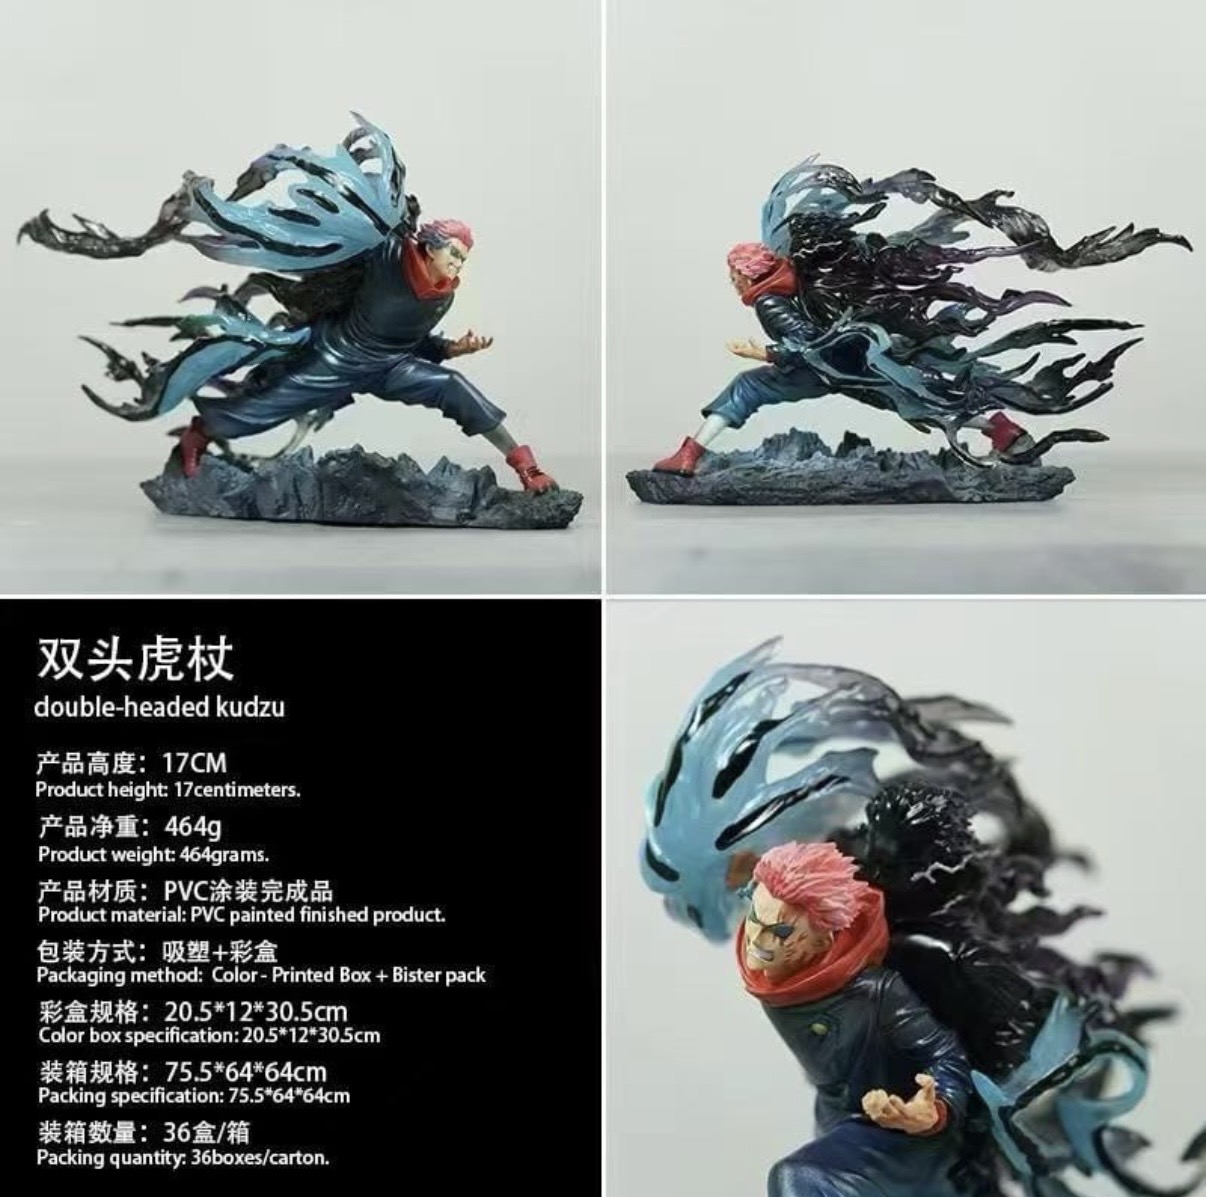 双头虎杖
double-headed kudzu
产品高度：17CM
Product height: 17centimeters.
产品净重：464g
Product weight: 464grams.
产品材质：PVC涂装完成品
Product material: PVC painted finished product.
包装方式：吸塑+彩盒
Packaging method: Color - Printed Box + Bister pack
彩盒规格：20.5*12*30.5cm
Color box specification: 20.5*12*30.5cm
装箱规格：75.5*64*64cm
Packing specification: 75.5*64*64cm
装箱数量：36盒/箱
Packing quantity: 36boxes/carton.